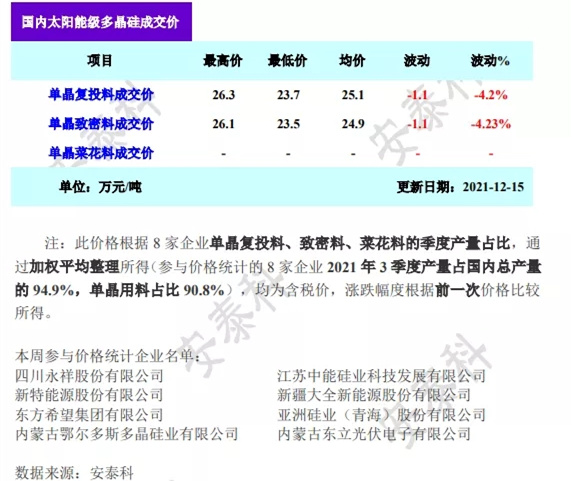 国内太阳能级多晶硅成交价
项目 最高价 最低价 均价 波动 波动%
单晶复投料成交价 26.3 23.7 25.1 -1.1 -4.2%
单晶致密料成交价 26.1 23.5 24.9 -1.1 -4.23%
单晶菜花料成交价 - - - - -
单位：万元/吨 更新日期：2021-12-15
注：此价格根据 8 家企业单晶复投料、致密料、菜花料的季度产量占比，通
过加权平均整理所得（参与价格统计的 8 家企业 2021 年 3 季度产量占国内总产量
的 94.9%，单晶用料占比 90.8%），均为含税价，涨跌幅度根据前一次价格比较
所得。
本周参与价格统计企业名单：
四川永祥股份有限公司 江苏中能硅业科技发展有限公司
新特能源股份有限公司 新疆大全新能源股份有限公司
东方希望集团有限公司 亚洲硅业（青海）股份有限公司
内蒙古鄂尔多斯多晶硅业有限公司 内蒙古东立光伏电子有限公司
数据来源：安泰科
安泰科
安泰科
安泰科
安泰科